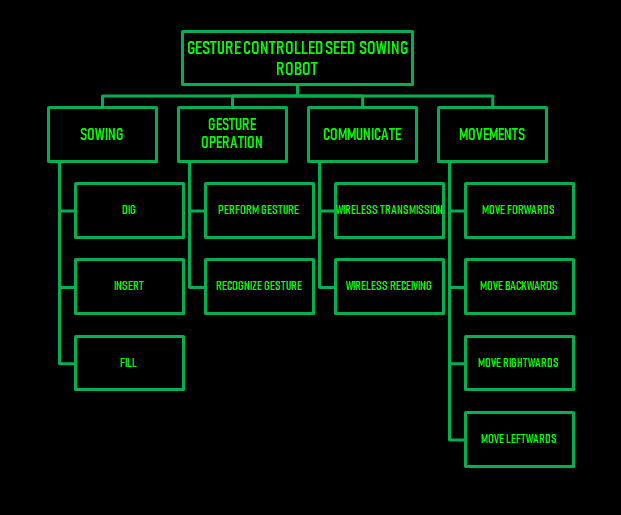 GESTURE CONTROLLED SEED SOWING
ROBOT
SOWING
GESTURE
OPERATION
COMMUNICATE
MOVEMENTS
DIG
PERFORM GESTURE
WIRELESS TRANSMISSION
MOVE FORWARDS
INSERT
RECOGNIZE GESTURE
WIRELESS RECEIVING
MOVE BACKWARDS
FILL
MOVE RIGHTWARDS
MOVE LEFTWARDS